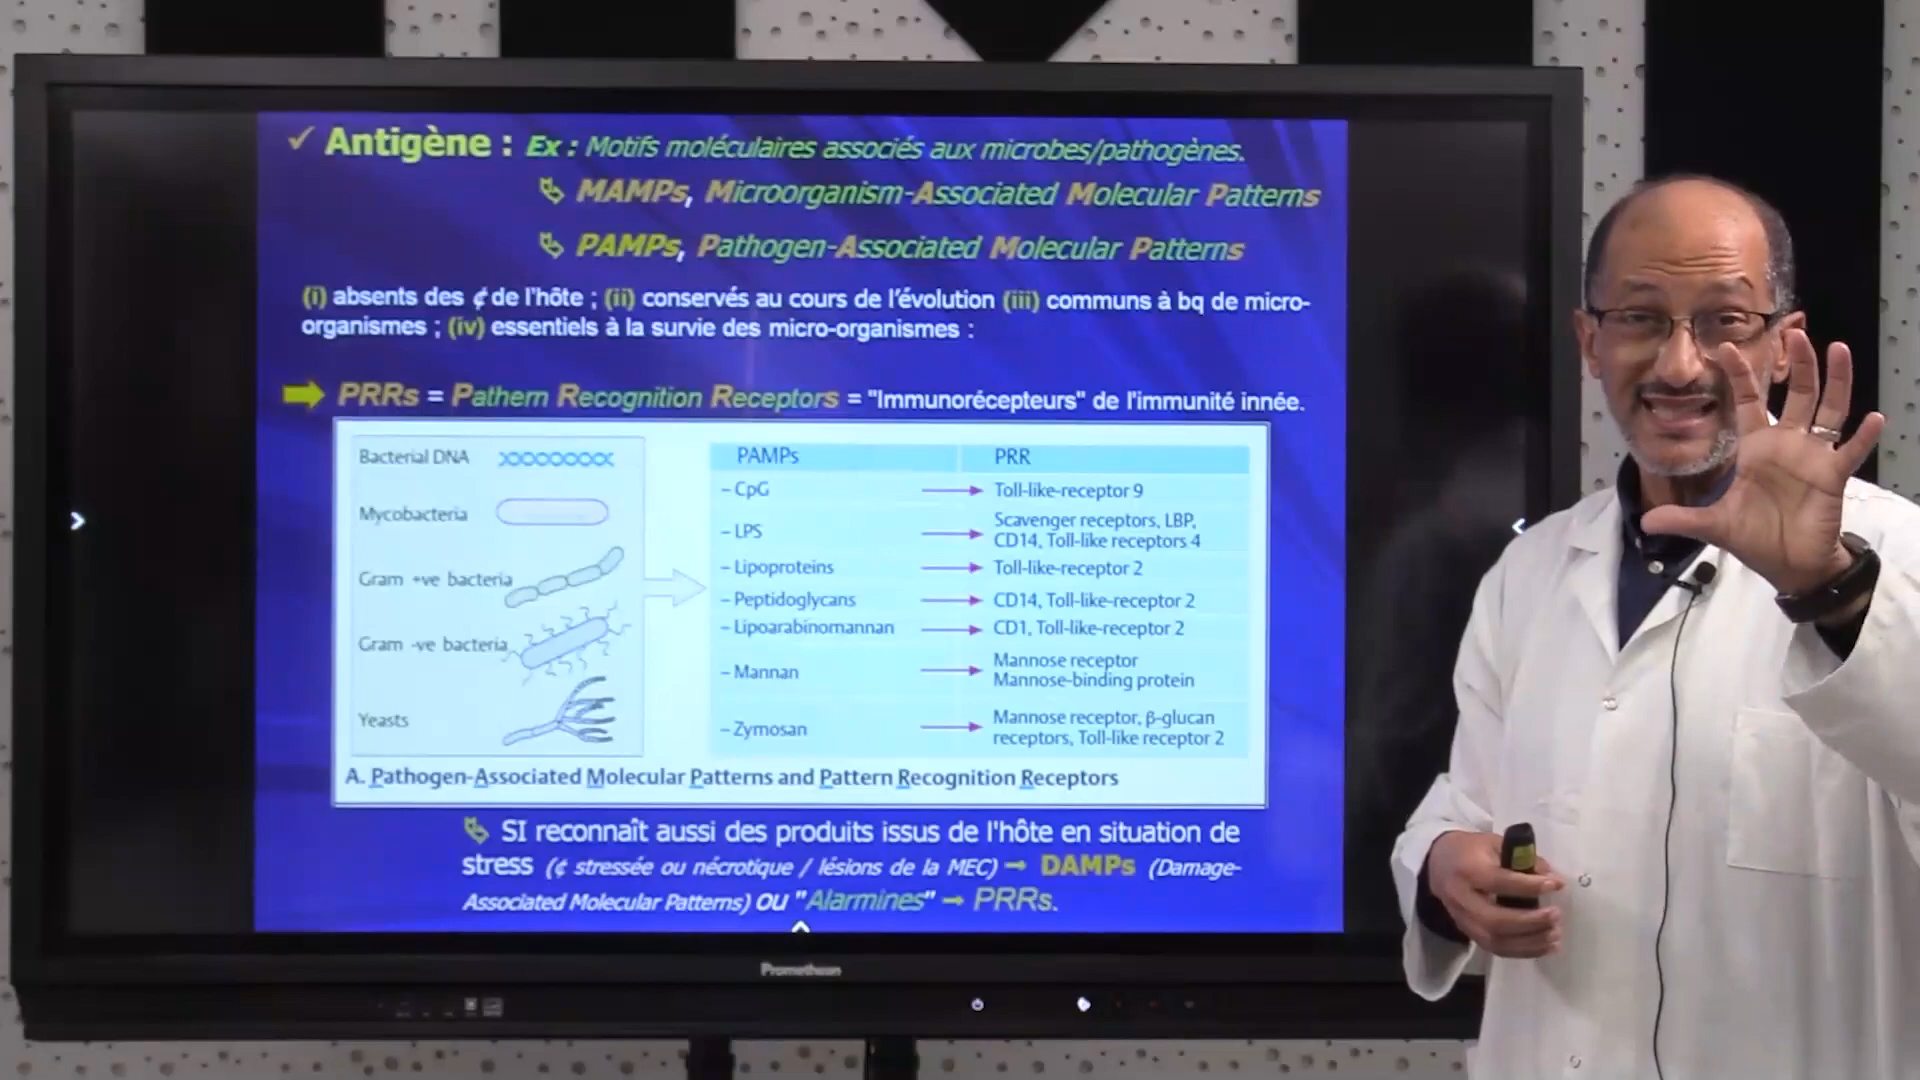 ✓ Antigène : Ex : Motifs moléculaires associés aux microbes/pathogènes.
MAMPs, Microorganism-Associated Molecular Patterns
PAMPs, Pathogen-Associated Molecular Patterns
(i) absents des ¢ de l'hôte ; (ii) conservés au cours de l'évolution (iii) communs à bq de micro-
organismes ; (iv) essentiels à la survie des micro-organismes :
PRRs = Pathern Recognition Receptors = "Immunorécepteurs" de l'immunité innée.
Bacterial DNA
Mycobacteria
Gram +ve bacteria
Gram -ve bacteria
Yeasts
PAMPs PRR
– CpG Toll-like-receptor 9
– LPS Scavenger receptors, LBP,
CD14, Toll-like receptors 4
– Lipoproteins Toll-like-receptor 2
– Peptidoglycans CD14, Toll-like-receptor 2
– Lipoarabinomannan CD1, Toll-like-receptor 2
– Mannan Mannose receptor
Mannose-binding protein
– Zymosan Mannose receptor, β-glucan
receptors, Toll-like receptor 2
A. Pathogen-Associated Molecular Patterns and Pattern Recognition Receptors
SI reconnaît aussi des produits issus de l'hôte en situation de
stress (¢ stressée ou nécrotique / lésions de la MEC) → DAMPs (Damage-
Associated Molecular Patterns) OU "Alarmines" → PRRs.
Promethean